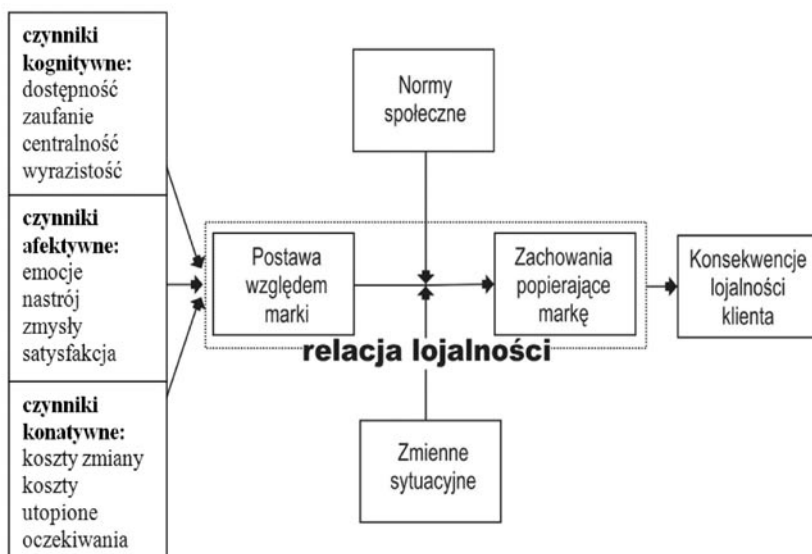 czynniki
kognitywne:
dostępność
zaufanie
centralność
wyrazistość
czynniki
afektywne:
emocje
nastrój
zmysły
satysfakcja
czynniki
konatywne:
koszty zmiany
koszty
utopione
oczekiwania
Normy
społeczne
Postawa
względem
marki
Zachowania
popierające
markę
relacja lojalności
Zmienne
sytuacyjne
Konsekwencje
lojalności
klienta